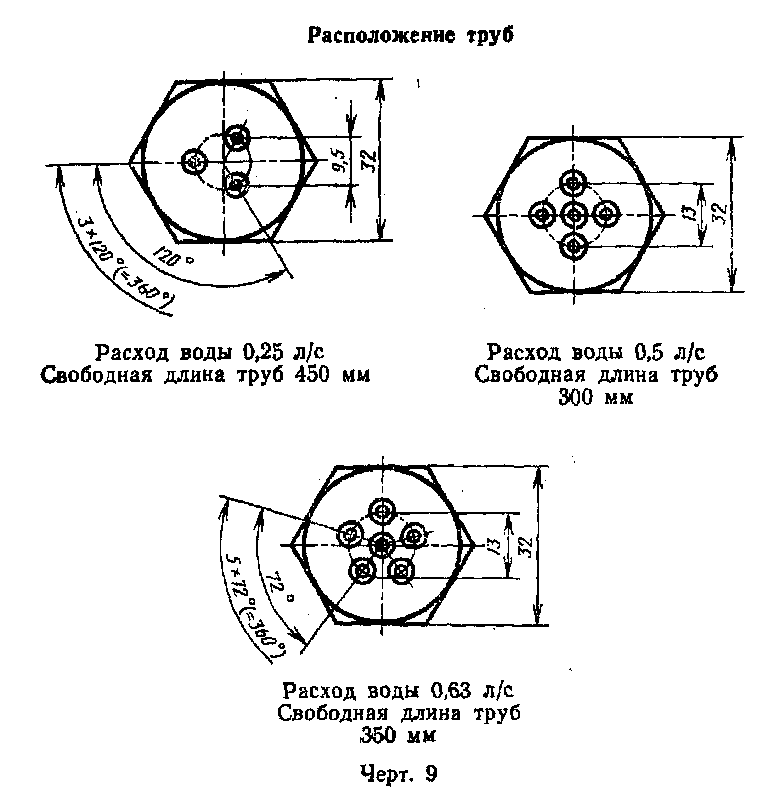 Расположение труб
9,5
32
120°
3×120°(=360°)
13
32
Расход воды 0,25 л/с
Свободная длина труб 450 мм
Расход воды 0,5 л/с
Свободная длина труб
300 мм
13
32
72°
5×72°(=360°)
Расход воды 0,63 л/с
Свободная длина труб
350 мм
Черт. 9